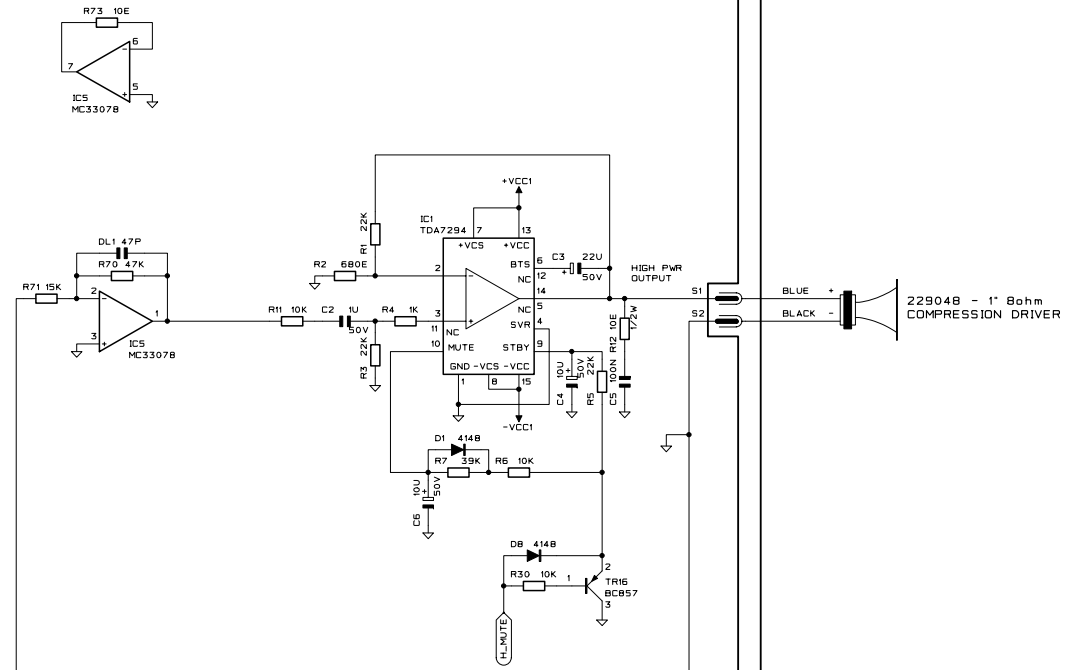 R73 10E
6
7
5
IC5
MC33078
+VCC1
IC1
TDA7294
22K
R1
7
13
+VCS +VCC
DL1 47P
R70 47K
R71 15K
2
3
1
IC5
MC33078
R2 680E
2
BTS 6
NC 12
C3 22U
50V
HIGH PWR
OUTPUT
14
R11 10K
C2 1U
50V
R4 1K
3
11 NC
10 MUTE
NC 5
SVR 4
STBY 9
GND -VCS -VCC
1
8
15
-VCC1
R3 22K
10U
50V
C4
22K
R5
10E
1/2W
R12
100N
C5
S1
S2
BLUE
BLACK
+
-
229048 - 1" 8ohm
COMPRESSION DRIVER
D1 4148
R7 39K
R6 10K
10U
50V
C6
D8 4148
R30 10K
1
2
3
TR16
BC857
H_MUTE